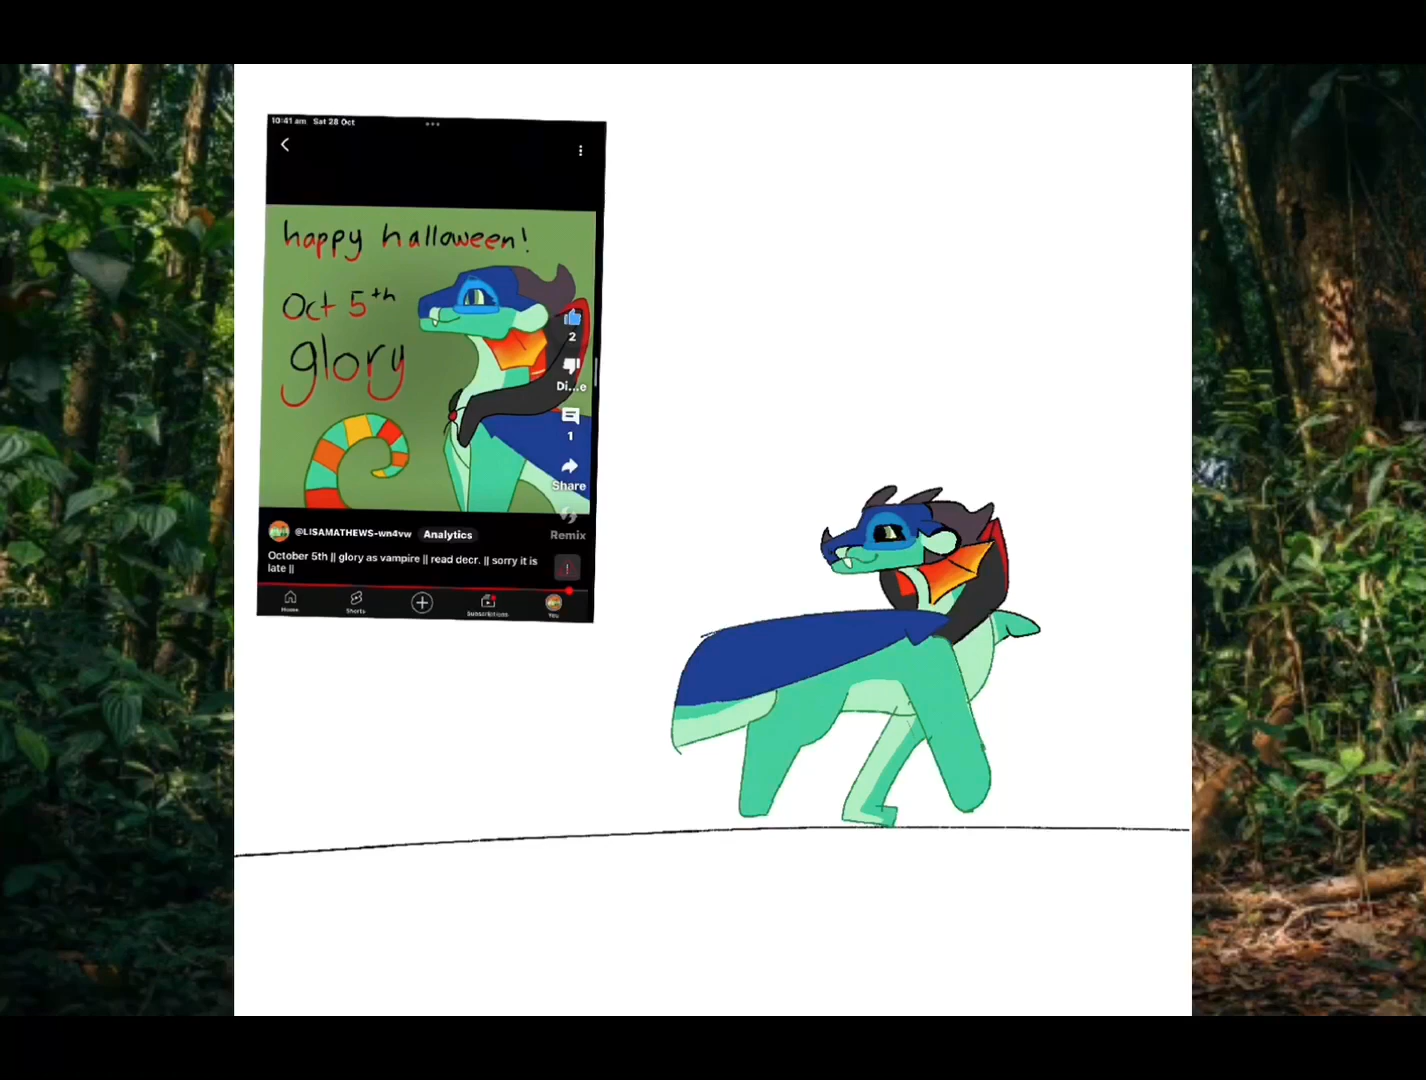 10:41 am Sat 28 Oct
happy halloween!
Oct 5th
glory
2
Di...e
1
Share
Remix
@LISAMATHEWS-wn4vw Analytics
October 5th || glory as vampire || read decr. || sorry it is
late ||
Home
Shorts
Subscriptions
You